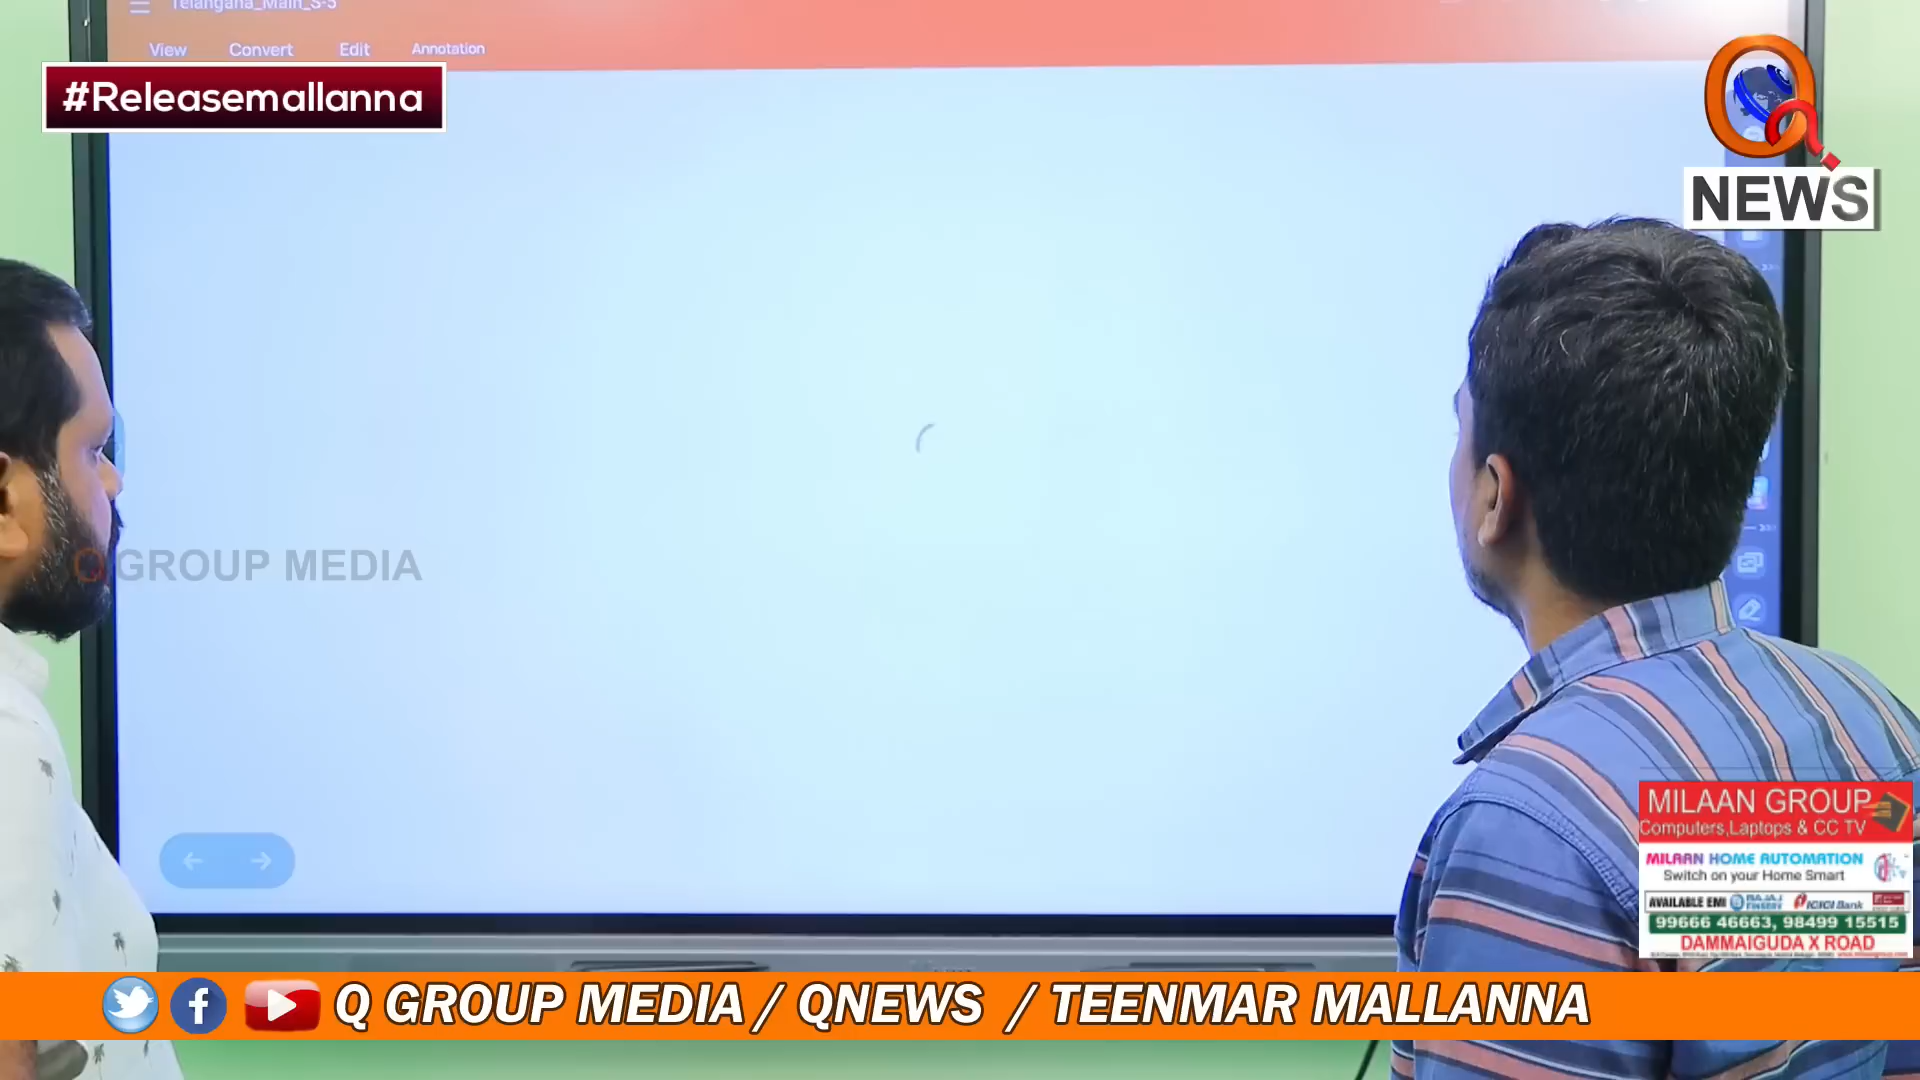 Telangana_Main_S-5
View Convert Edit Annotation
#Releasemallanna
Q
NEWS
Q GROUP MEDIA
MILAAN GROUP
Computers,Laptops & CC TV
MILAAN HOME AUTOMATION
Switch on your Home Smart
AVAILABLE EMI BAJAJ FINSERV ICICI Bank
99666 46663, 98499 15515
DAMMAIGUDA X ROAD
Q GROUP MEDIA / QNEWS / TEENMAR MALLANNA